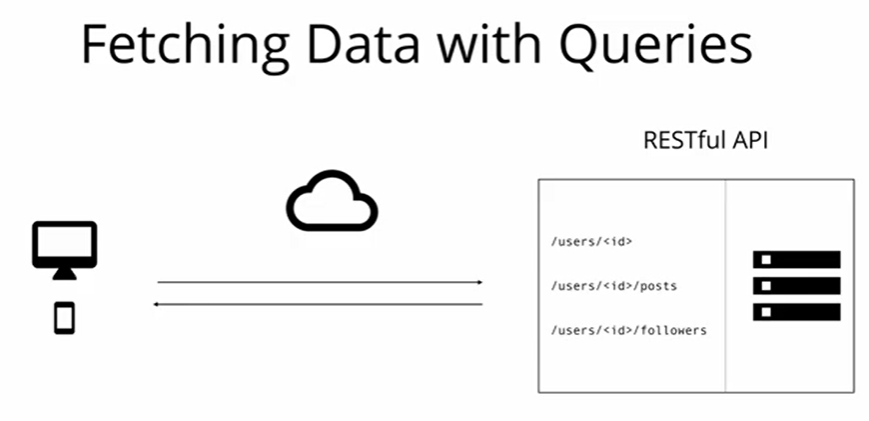 Fetching Data with Queries
RESTful API
/users/<id>
/users/<id>/posts
/users/<id>/followers